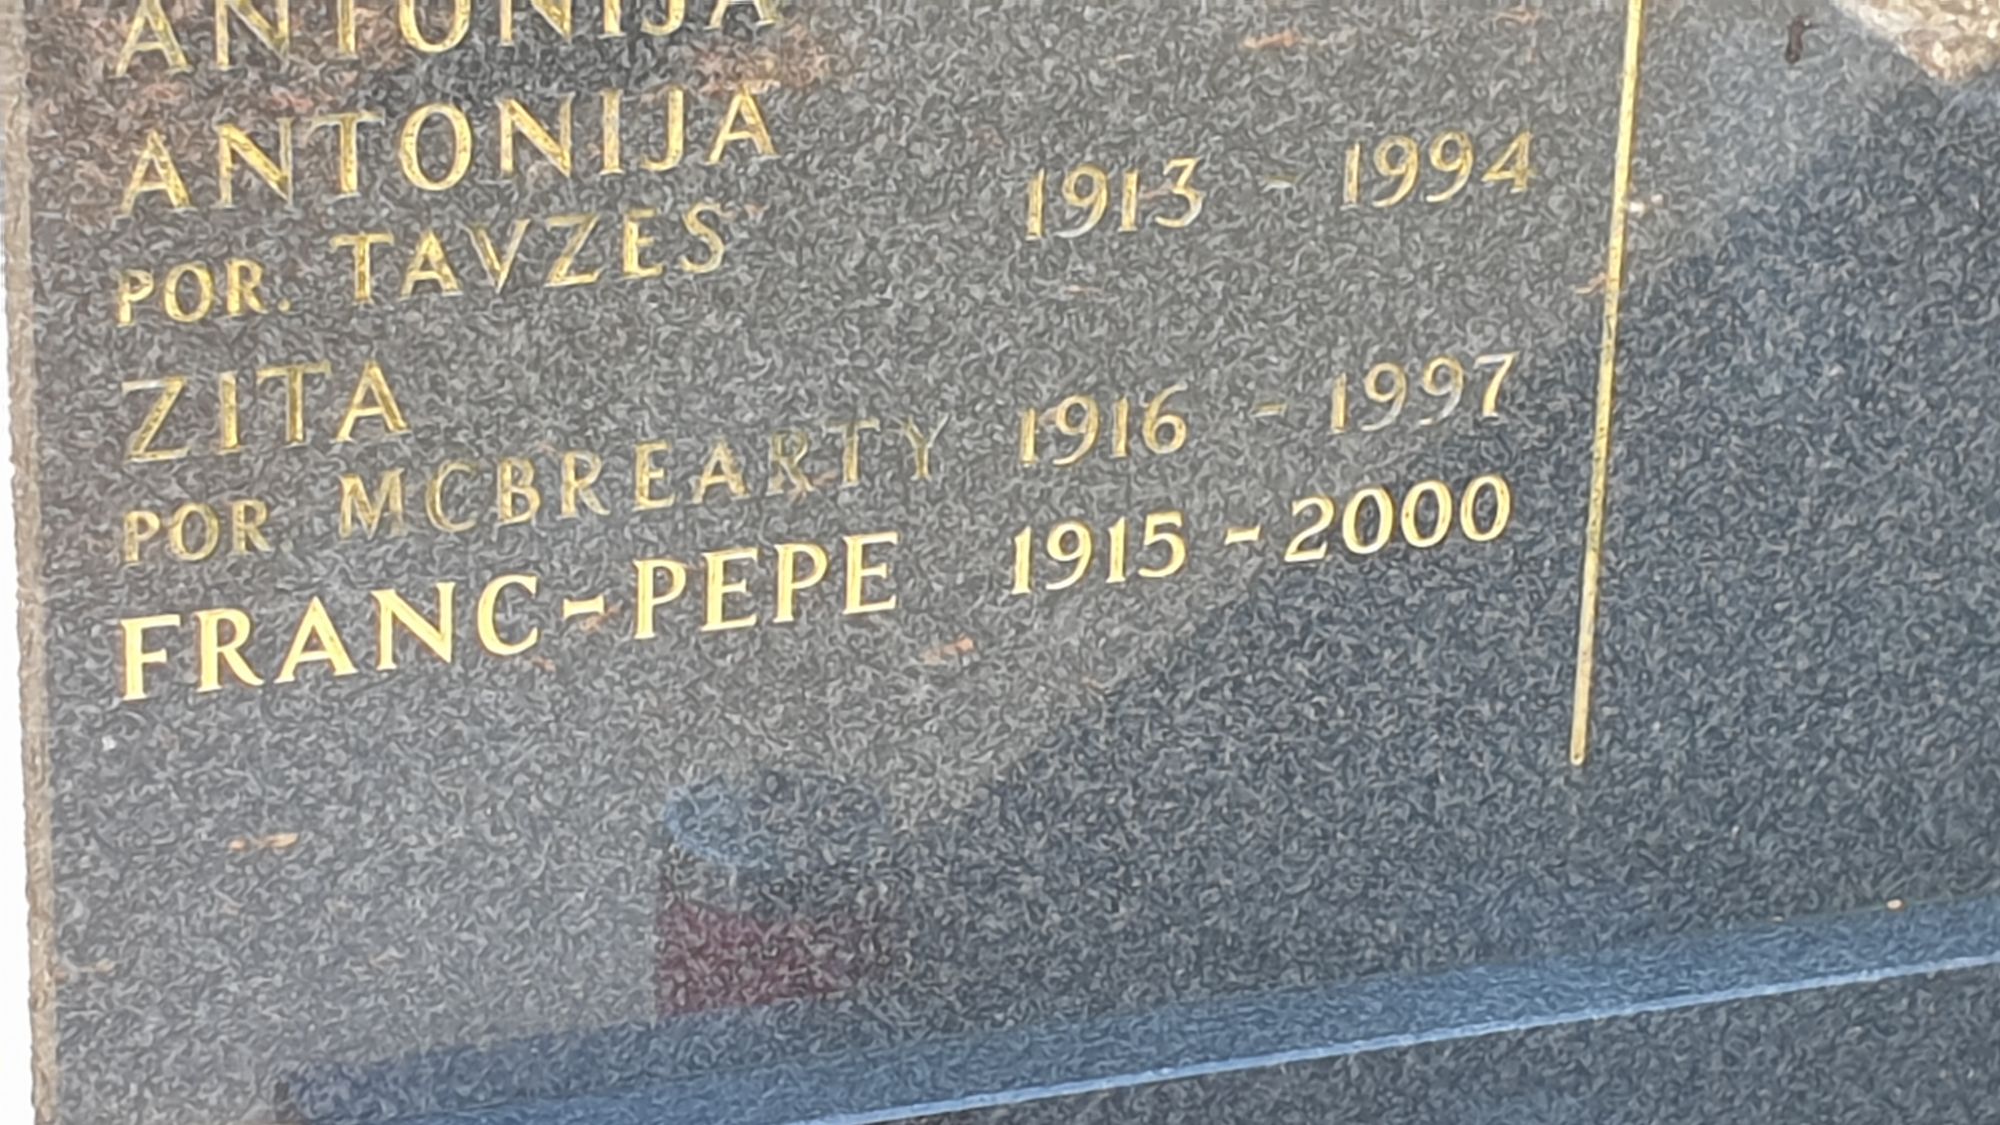 ANTONIJA
ANTONIJA
POR. TAVZES 1913 - 1994
ZITA
POR. MCBREARTY 1916 - 1997
FRANC-PEPE 1915 - 2000